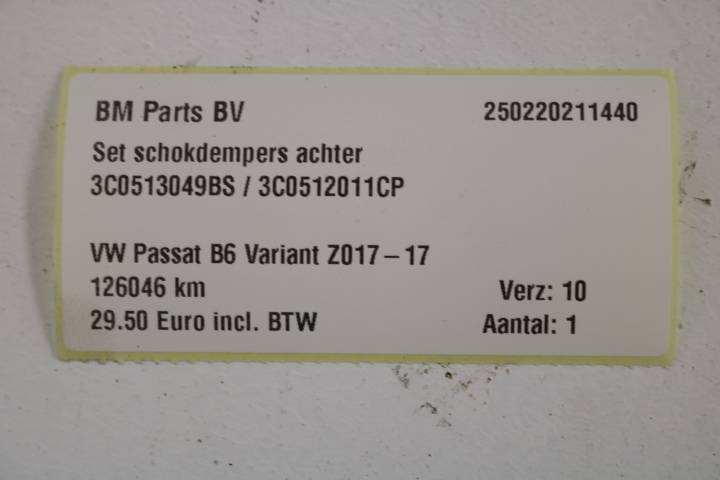 BM Parts BV 250220211440
Set schokdempers achter
3C0513049BS / 3C0512011CP
VW Passat B6 Variant Z017-17
126046 km Verz: 10
29.50 Euro incl. BTW Aantal: 1